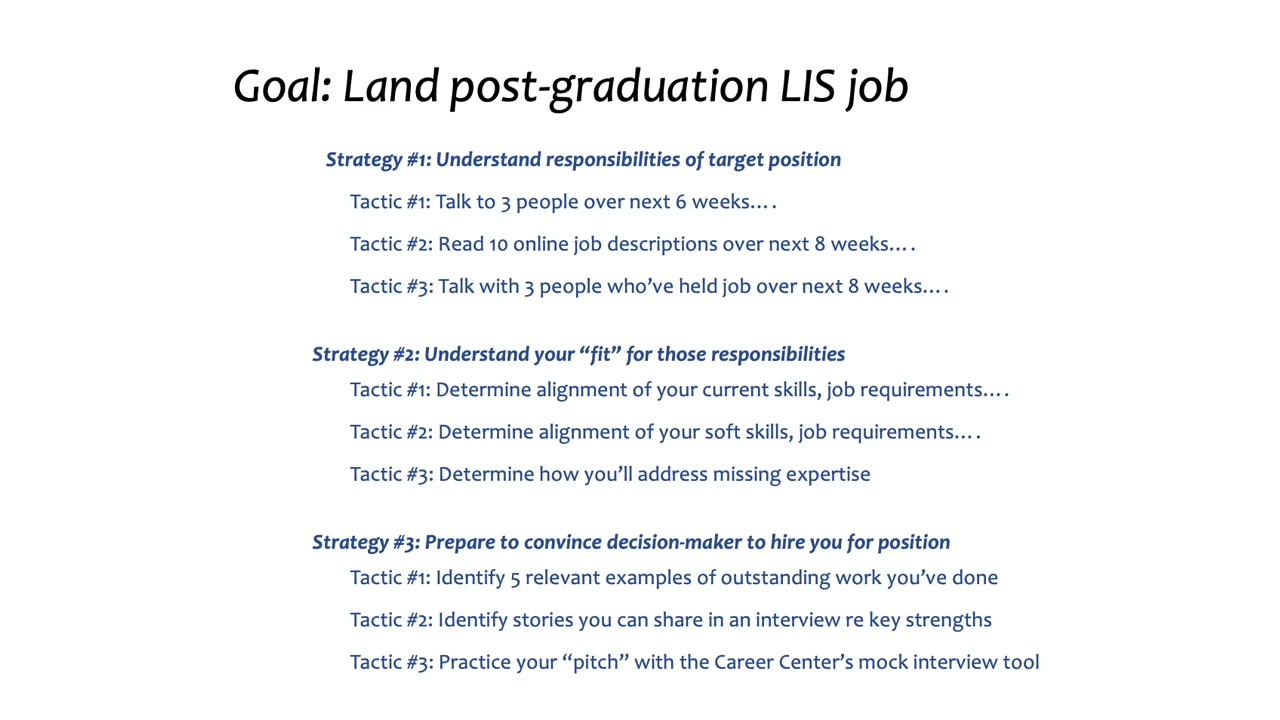 Goal: Land post-graduation LIS job
Strategy #1: Understand responsibilities of target position
Tactic #1: Talk to 3 people over next 6 weeks….
Tactic #2: Read 10 online job descriptions over next 8 weeks….
Tactic #3: Talk with 3 people who’ve held job over next 8 weeks….
Strategy #2: Understand your “fit” for those responsibilities
Tactic #1: Determine alignment of your current skills, job requirements….
Tactic #2: Determine alignment of your soft skills, job requirements….
Tactic #3: Determine how you’ll address missing expertise
Strategy #3: Prepare to convince decision-maker to hire you for position
Tactic #1: Identify 5 relevant examples of outstanding work you’ve done
Tactic #2: Identify stories you can share in an interview re key strengths
Tactic #3: Practice your “pitch” with the Career Center’s mock interview tool